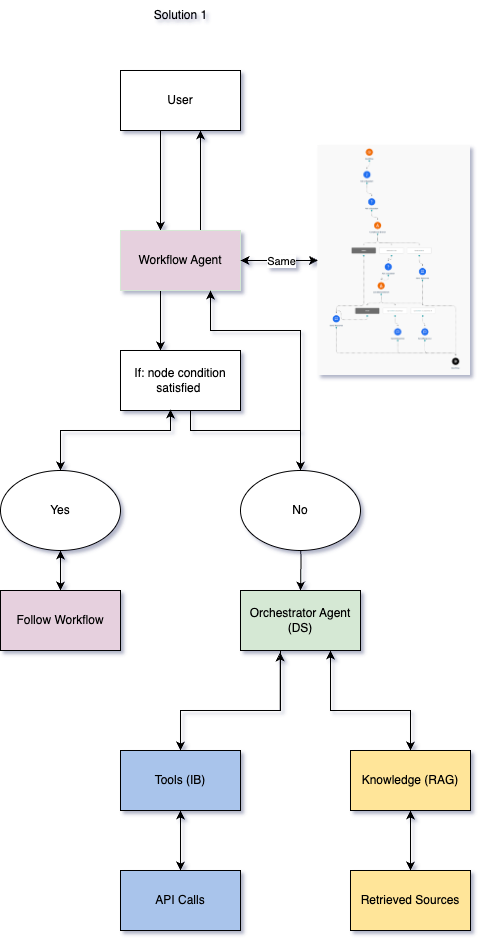 Solution 1
User
Workflow Agent
Same
If: node condition
satisfied
Yes
No
Follow Workflow
Orchestrator Agent
(DS)
Tools (IB)
Knowledge (RAG)
API Calls
Retrieved Sources